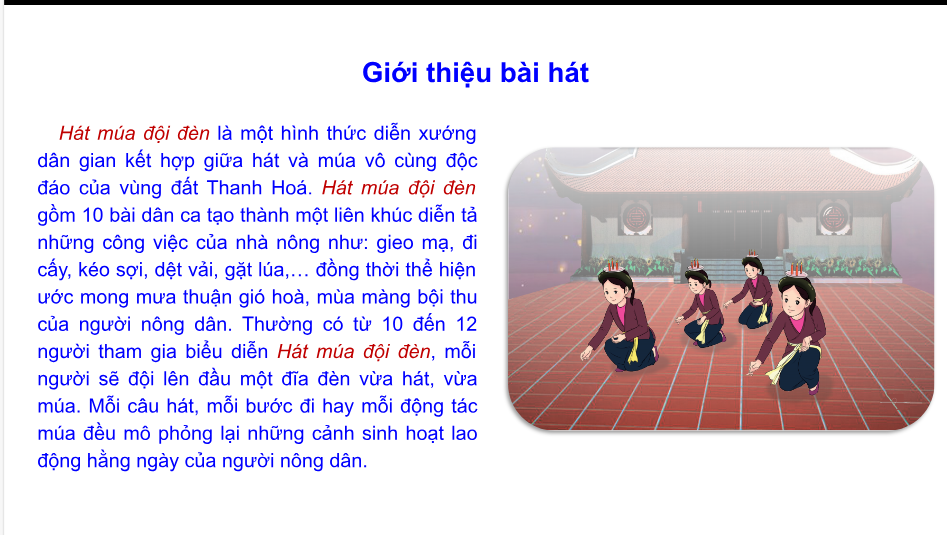 Giới thiệu bài hát
Hát múa đội đèn là một hình thức diễn xướng
dân gian kết hợp giữa hát và múa vô cùng độc
đáo của vùng đất Thanh Hoá. Hát múa đội đèn
gồm 10 bài dân ca tạo thành một liên khúc diễn tả
những công việc của nhà nông như: gieo mạ, đi
cấy, kéo sợi, dệt vải, gặt lúa,… đồng thời thể hiện
ước mong mưa thuận gió hoà, mùa màng bội thu
của người nông dân. Thường có từ 10 đến 12
người tham gia biểu diễn Hát múa đội đèn, mỗi
người sẽ đội lên đầu một đĩa đèn vừa hát, vừa
múa. Mỗi câu hát, mỗi bước đi hay mỗi động tác
múa đều mô phỏng lại những cảnh sinh hoạt lao
động hằng ngày của người nông dân.